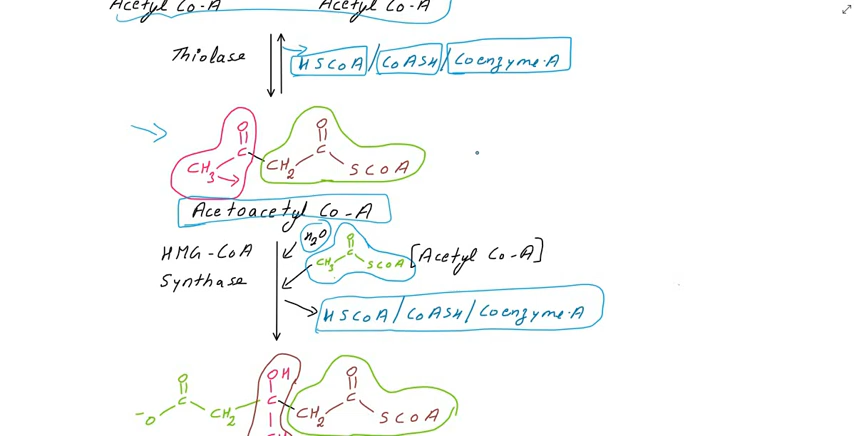 Acetyl Co-A Acetyl Co-A
Thiolase HSCoA/CoASH/Coenzyme-A
O O
CH3 C CH2 C SCOA
Acetoacetyl Co-A
H2O
HMG-CoA Synthase
O
CH3 C SCOA [Acetyl Co-A]
HSCoA/CoASH/Coenzyme-A
O OH O
-O C CH2 C CH2 C SCOA